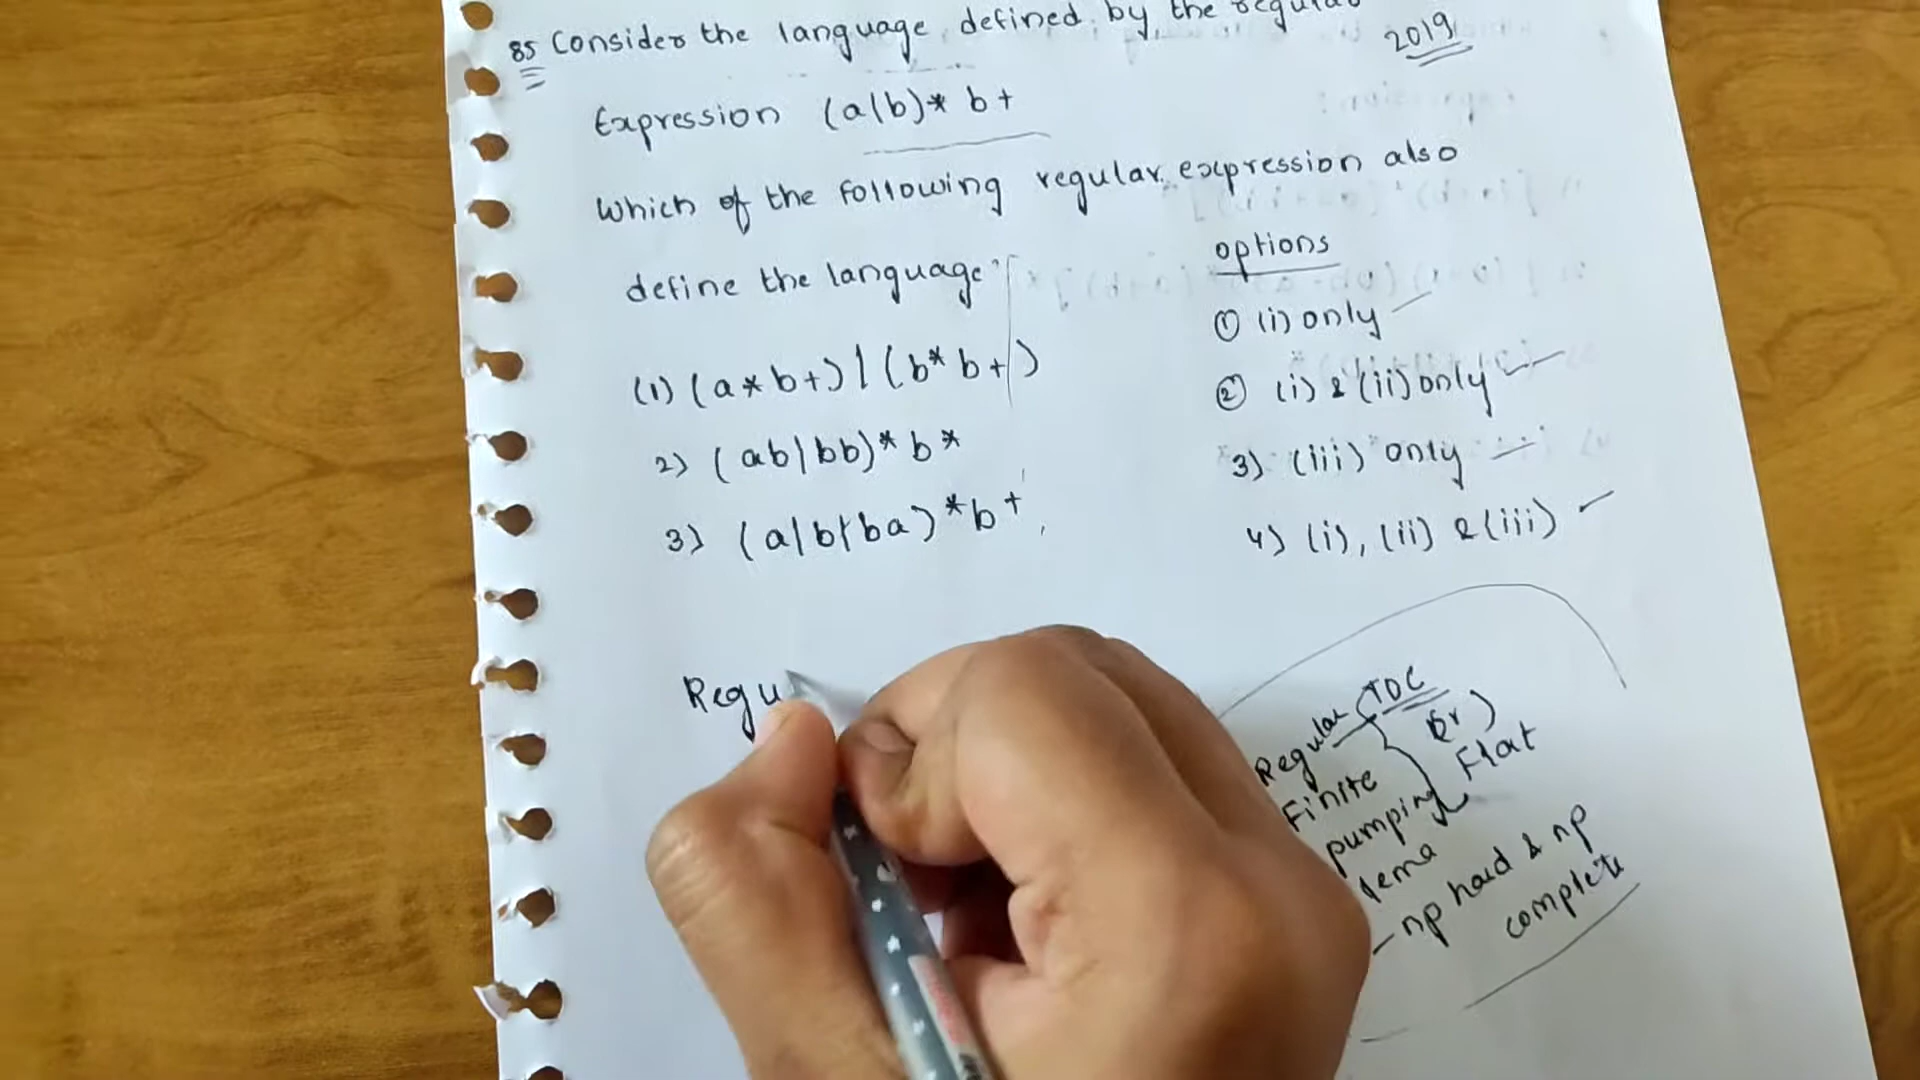 85 Consider the language defined by the regular
2019
Expression (a|b)* b+
Which of the following regular expression also
define the language
(1) (a*b+) | (b*b+)
2) (ab|bb)* b*
3) (a|b|ba)*b+
options
① (i) only
② (i) & (ii) only
3) (iii) only
4) (i), (ii) & (iii)
Regu
TOC
(or)
Regular
Finite
Flat
pumping
lema
np hard & np
complete